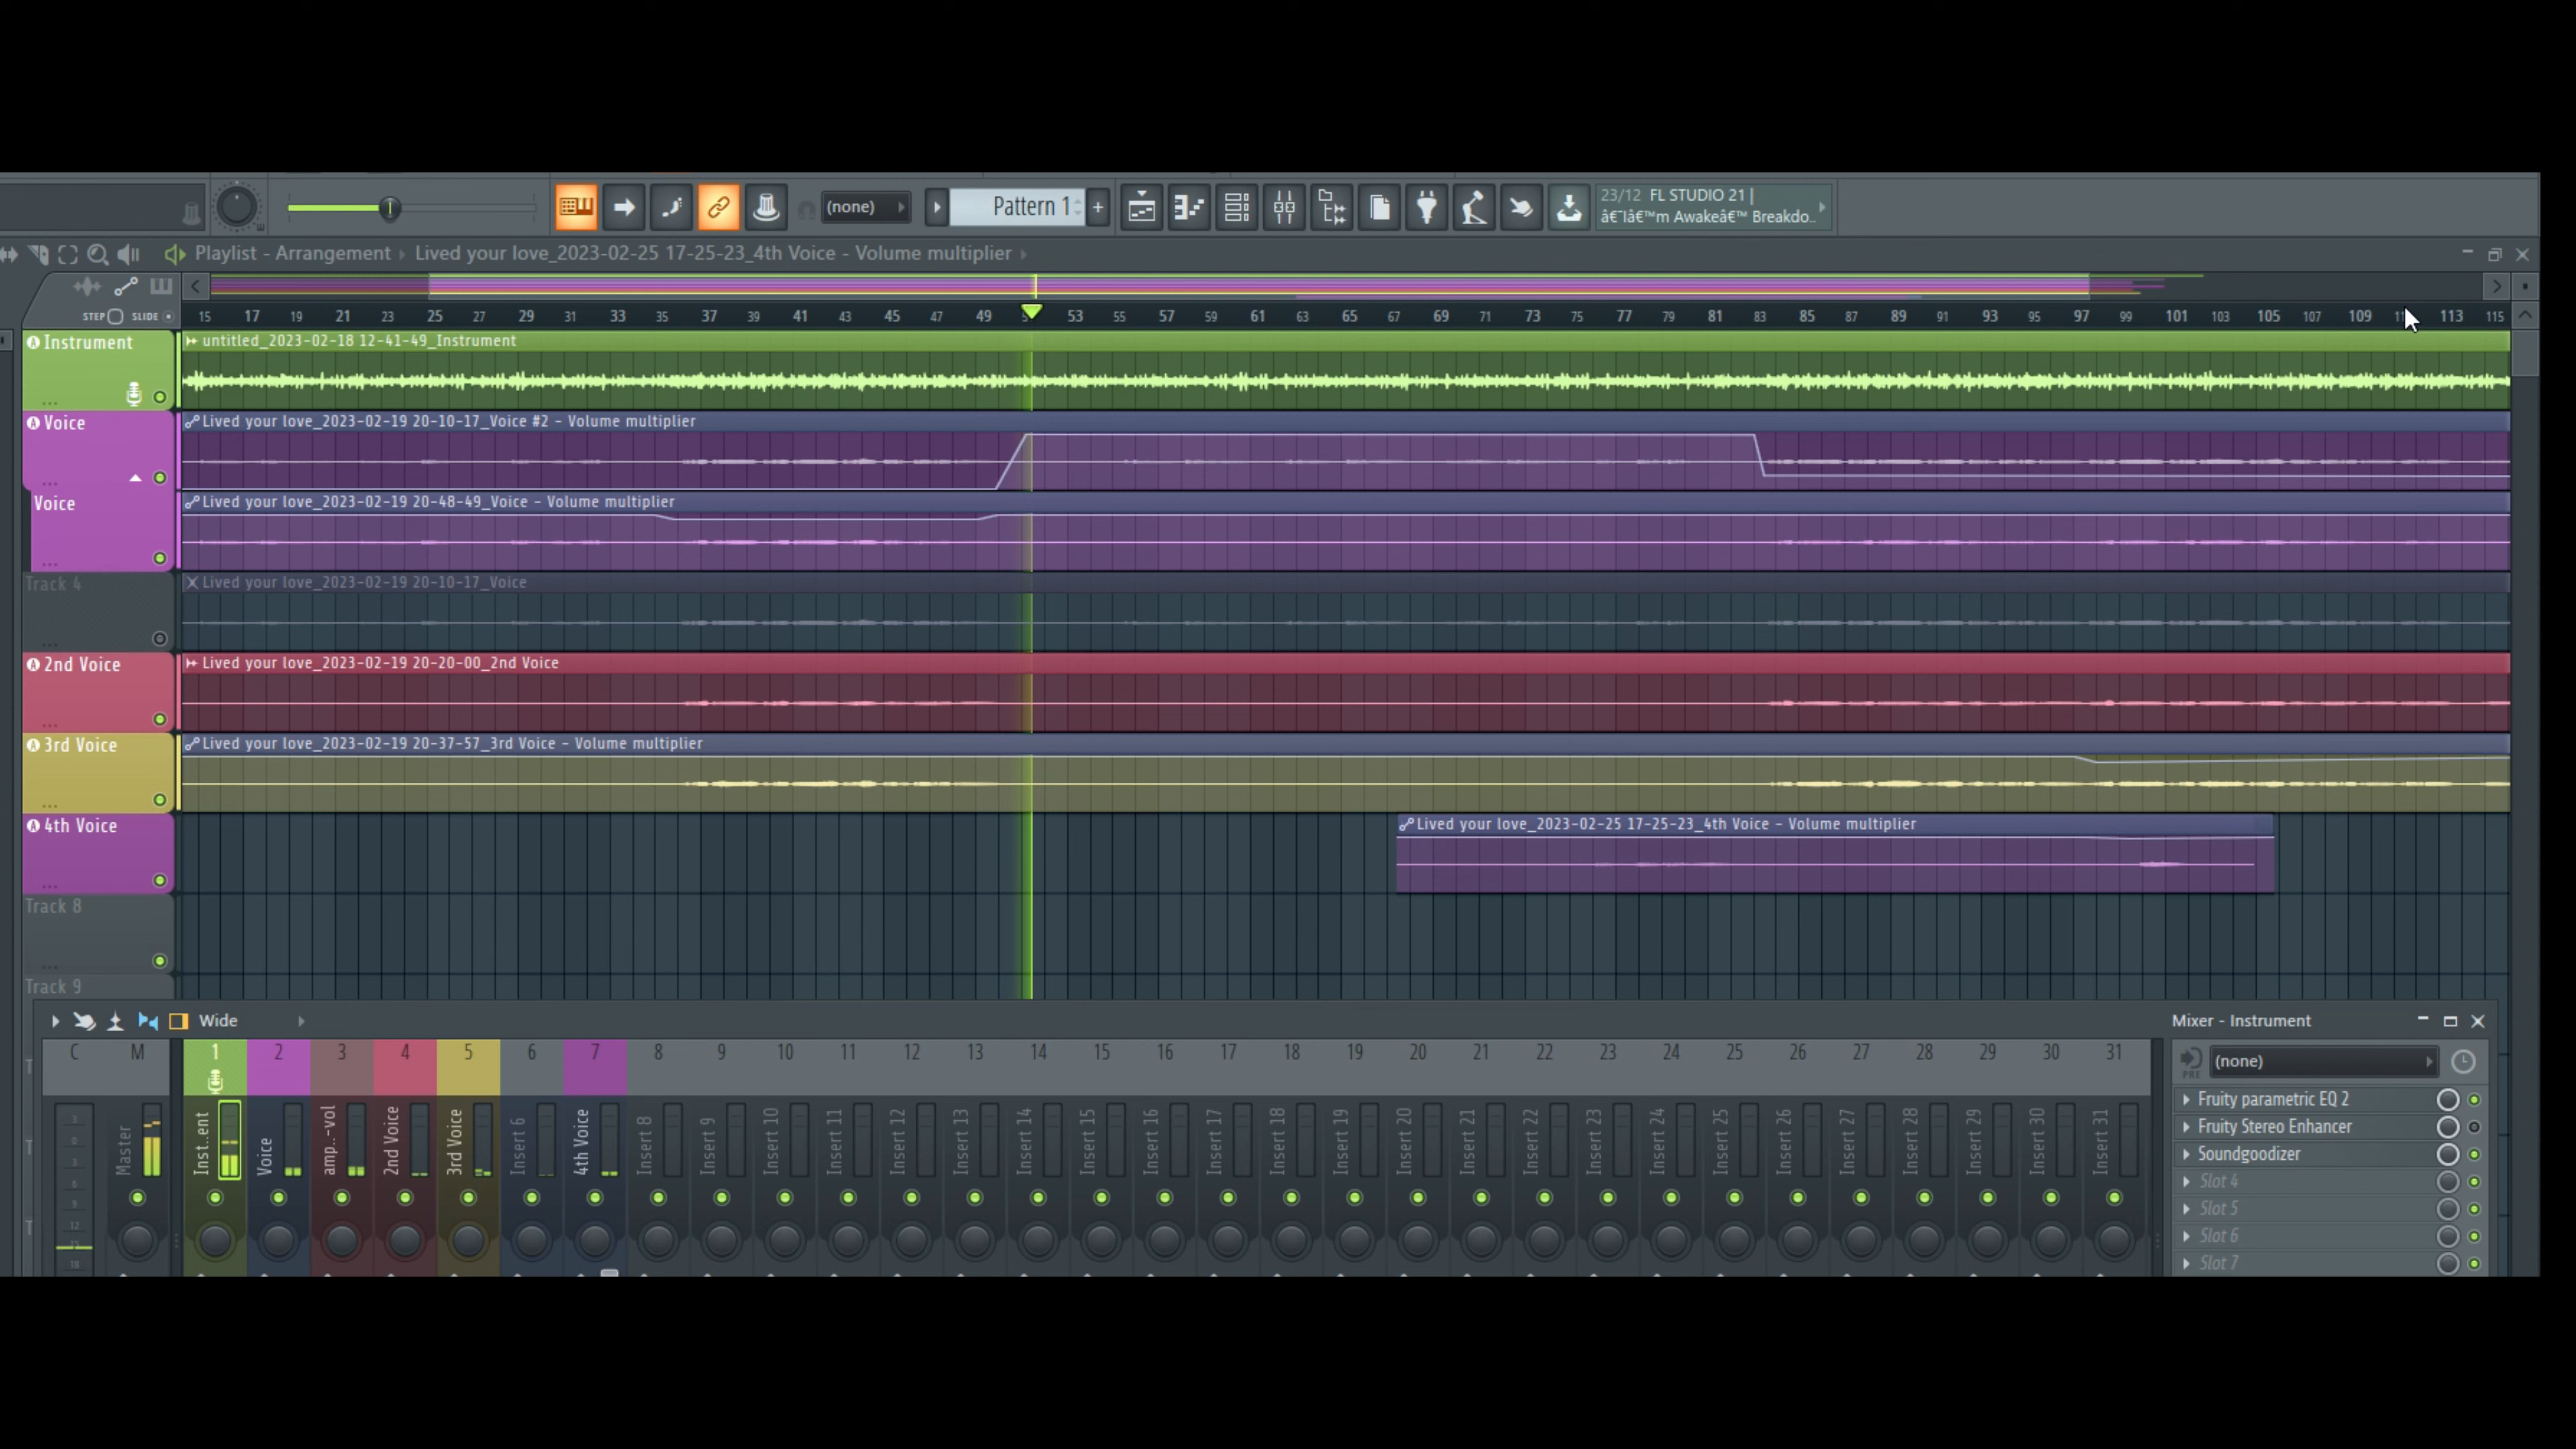 (none)
Pattern 1
+
23/12 FL STUDIO 21 |
â€˜Iâ€™m Awakeâ€™ Breakdo..
Playlist - Arrangement Lived your love_2023-02-25 17-25-23_4th Voice - Volume multiplier
STEP SLIDE
15 17 19 21 23 25 27 29 31 33 35 37 39 41 43 45 47 49 53 55 57 59 61 63 65 67 69 71 73 75 77 79 81 83 85 87 89 91 93 95 97 99 101 103 105 107 109 113 115
Instrument
untitled_2023-02-18 12-41-49_Instrument
Voice
Lived your love_2023-02-19 20-10-17_Voice #2 - Volume multiplier
Voice
Lived your love_2023-02-19 20-48-49_Voice - Volume multiplier
Track 4
Lived your love_2023-02-19 20-10-17_Voice
2nd Voice
Lived your love_2023-02-19 20-20-00_2nd Voice
3rd Voice
Lived your love_2023-02-19 20-37-57_3rd Voice - Volume multiplier
4th Voice
Lived your love_2023-02-25 17-25-23_4th Voice - Volume multiplier
Track 8
Track 9
Wide
Mixer - Instrument
C M 1 2 3 4 5 6 7 8 9 10 11 12 13 14 15 16 17 18 19 20 21 22 23 24 25 26 27 28 29 30 31
Master Inst..ent Voice amp..-vol 2nd Voice 3rd Voice Insert 6 4th Voice Insert 8 Insert 9 Insert 10 Insert 11 Insert 12 Insert 13 Insert 14 Insert 15 Insert 16 Insert 17 Insert 18 Insert 19 Insert 20 Insert 21 Insert 22 Insert 23 Insert 24 Insert 25 Insert 26 Insert 27 Insert 28 Insert 29 Insert 30 Insert 31
3
0
3
6
9
12
15
18
PRE
(none)
Fruity parametric EQ 2
Fruity Stereo Enhancer
Soundgoodizer
Slot 4
Slot 5
Slot 6
Slot 7